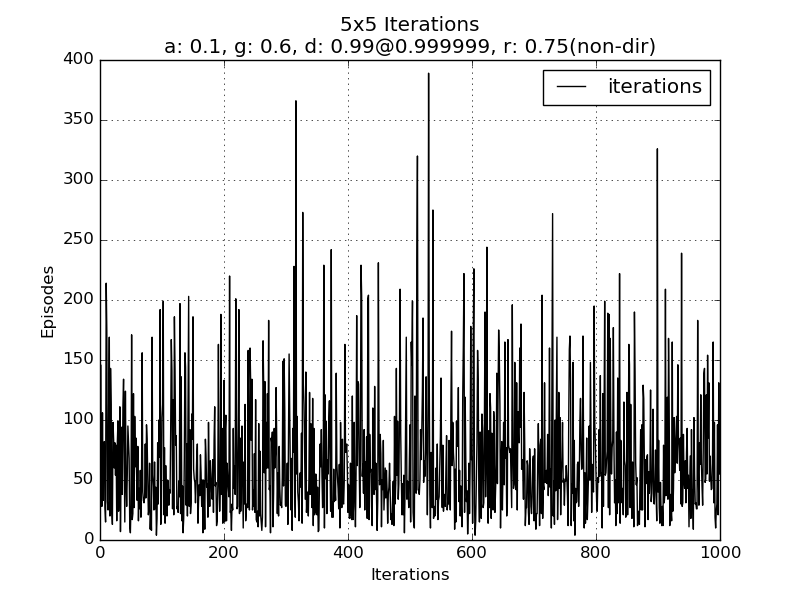 5x5 Iterations
a: 0.1, g: 0.6, d: 0.99@0.999999, r: 0.75(non-dir)
400
350
300
250
200
150
100
50
0
Episodes
iterations
0 200 400 600 800 1000
Iterations